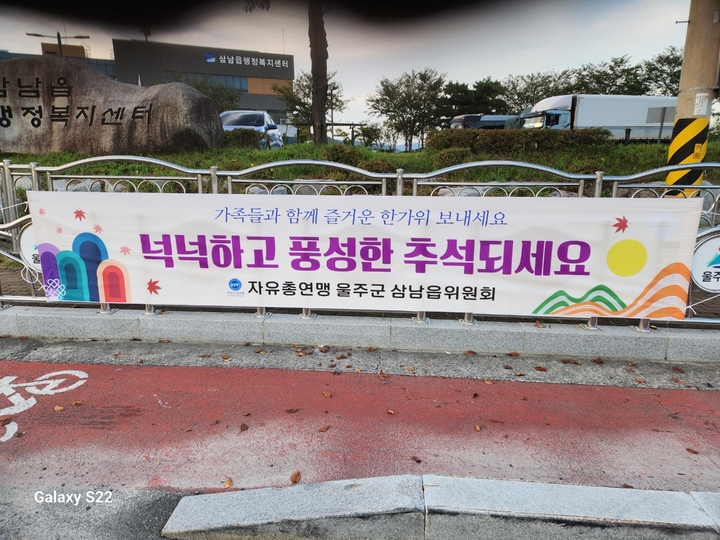 삼남읍행정복지센터
삼남읍
행정복지센터
가족들과 함께 즐거운 한가위 보내세요
넉넉하고 풍성한 추석되세요
자유총연맹 울주군 삼남읍위원회
울
울주
Galaxy S22